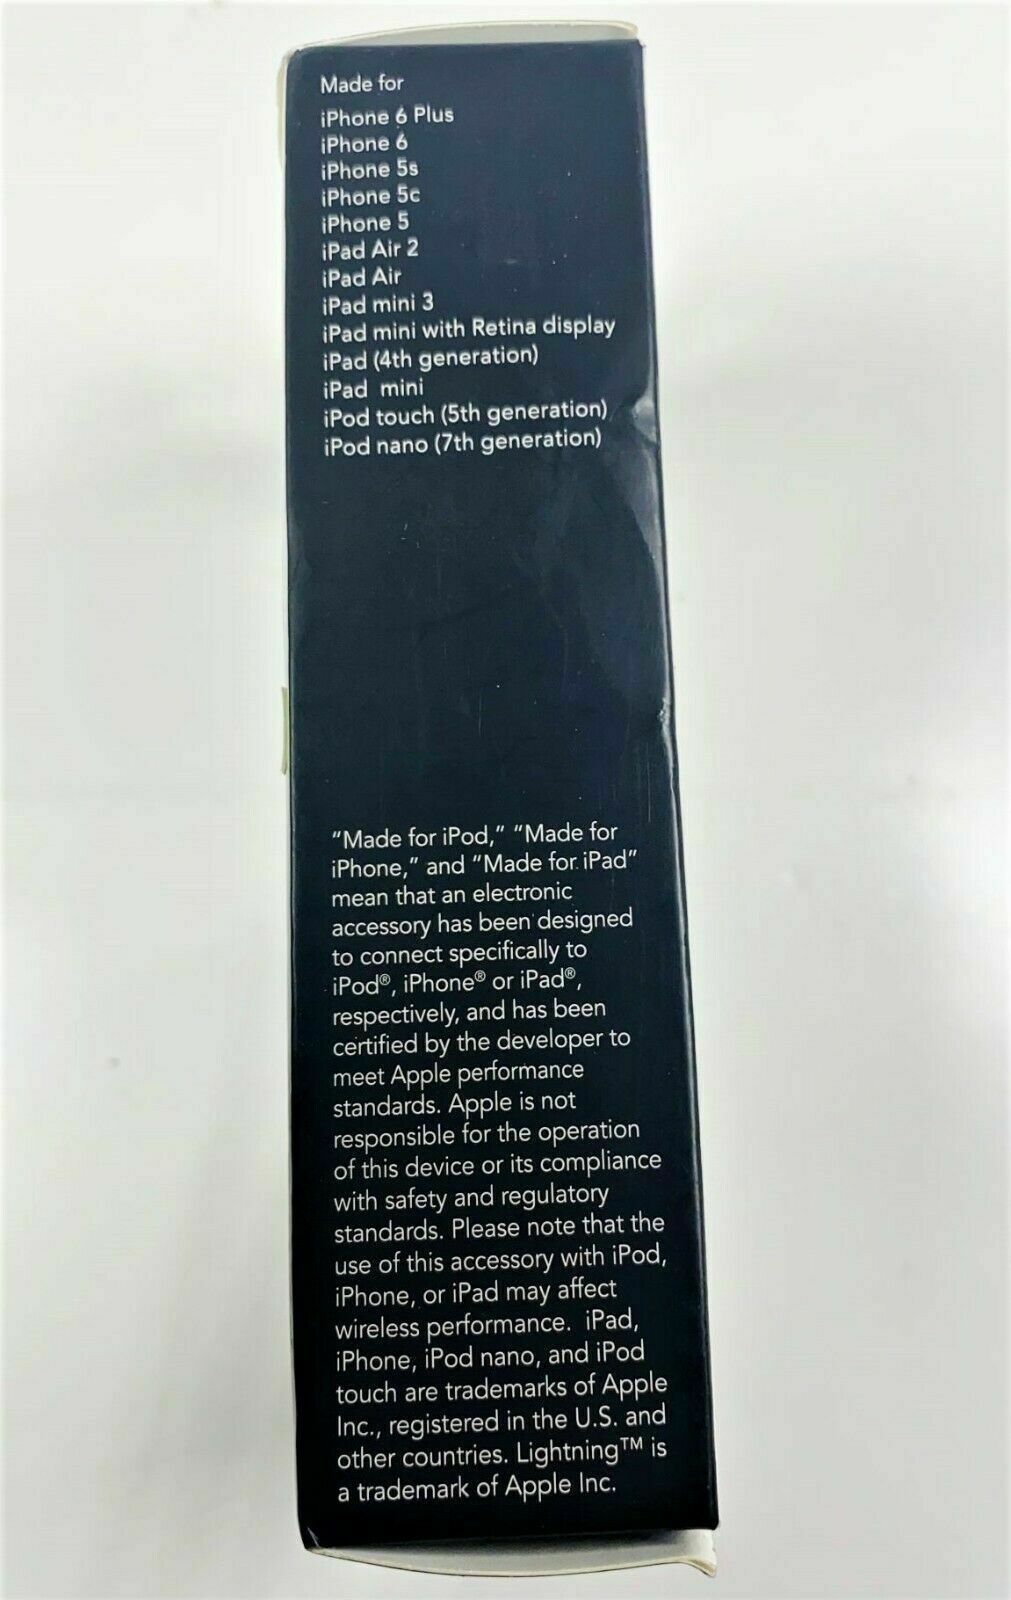 Made for
iPhone 6 Plus
iPhone 6
iPhone 5s
iPhone 5c
iPhone 5
iPad Air 2
iPad Air
iPad mini 3
iPad mini with Retina display
iPad (4th generation)
iPad mini
iPod touch (5th generation)
iPod nano (7th generation)
“Made for iPod,” “Made for
iPhone,” and “Made for iPad”
mean that an electronic
accessory has been designed
to connect specifically to
iPod®, iPhone® or iPad®,
respectively, and has been
certified by the developer to
meet Apple performance
standards. Apple is not
responsible for the operation
of this device or its compliance
with safety and regulatory
standards. Please note that the
use of this accessory with iPod,
iPhone, or iPad may affect
wireless performance. iPad,
iPhone, iPod nano, and iPod
touch are trademarks of Apple
Inc., registered in the U.S. and
other countries. Lightning™ is
a trademark of Apple Inc.